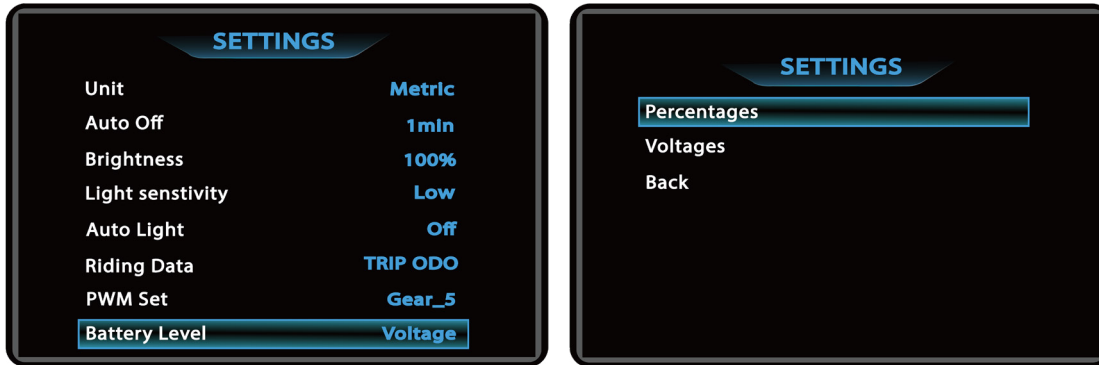 SETTINGS
Unit Metric
Auto Off 1min
Brightness 100%
Light senstivity Low
Auto Light Off
Riding Data TRIP ODO
PWM Set Gear_5
Battery Level Voltage
SETTINGS
Percentages
Voltages
Back